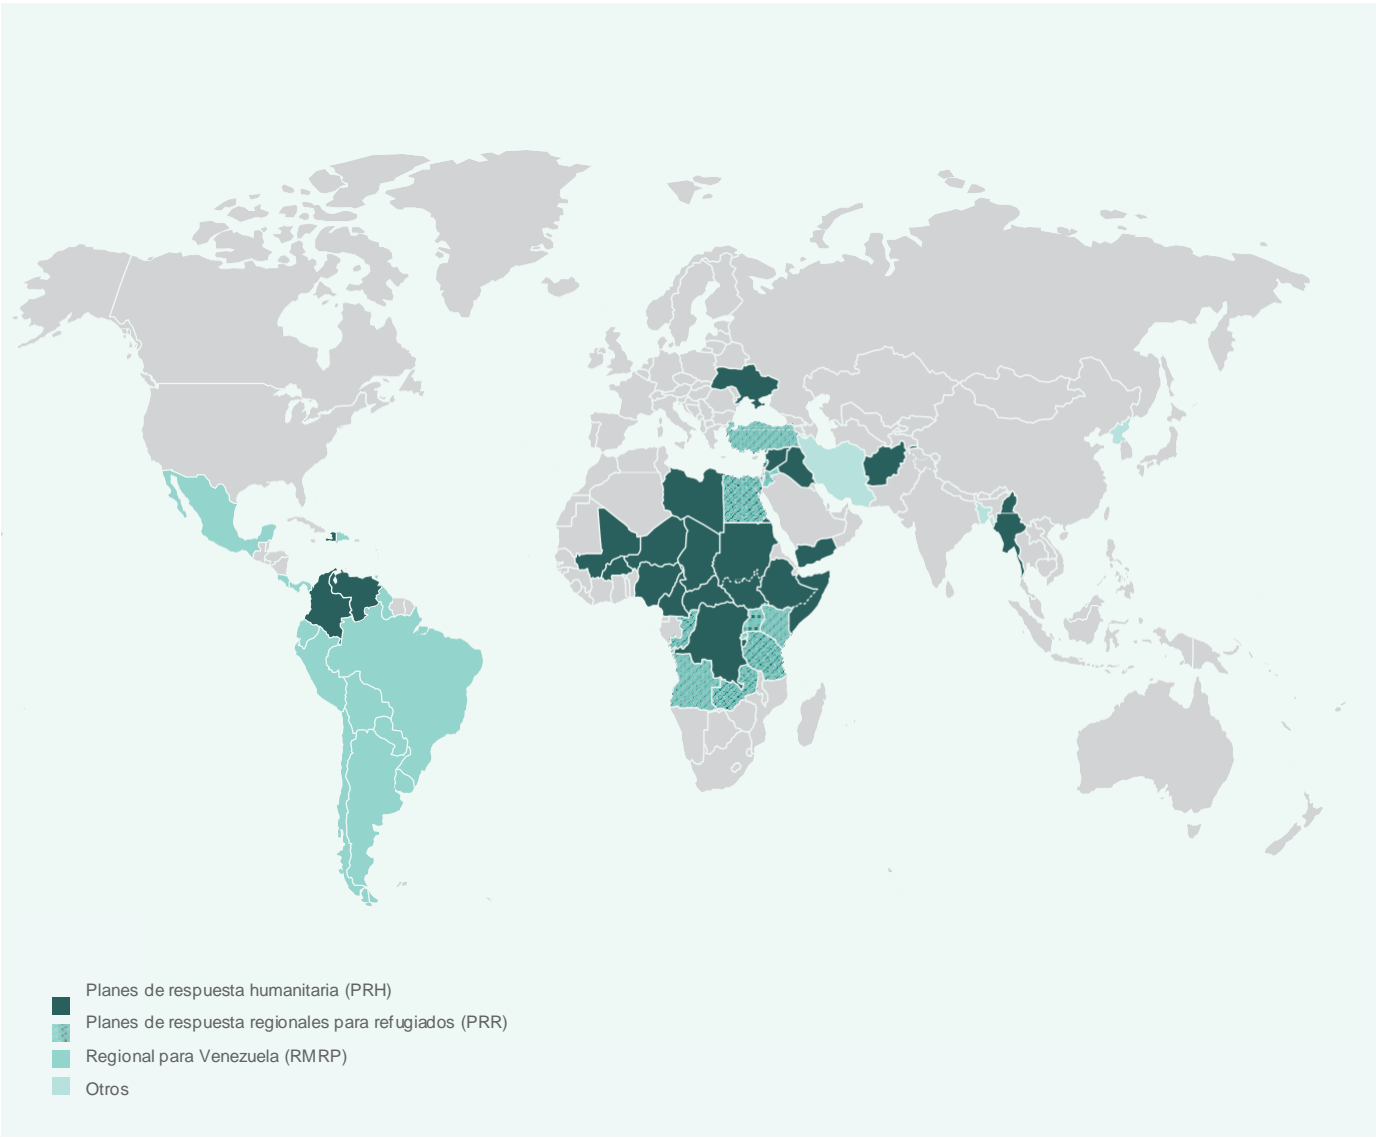 Planes de respuesta humanitaria (PRH)
Planes de respuesta regionales para refugiados (PRR)
Regional para Venezuela (RMRP)
Otros